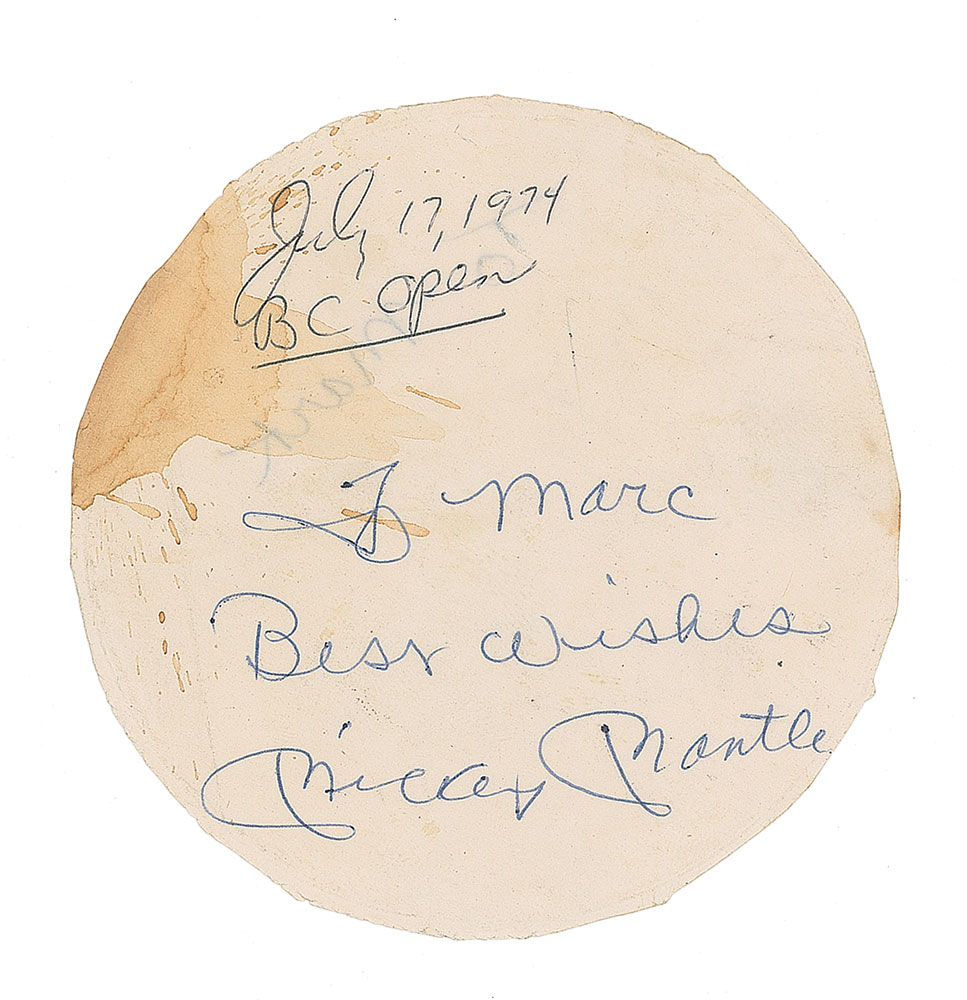 July 17, 1974
BC Open
To Marc
Best Wishes
Mickey Mantle